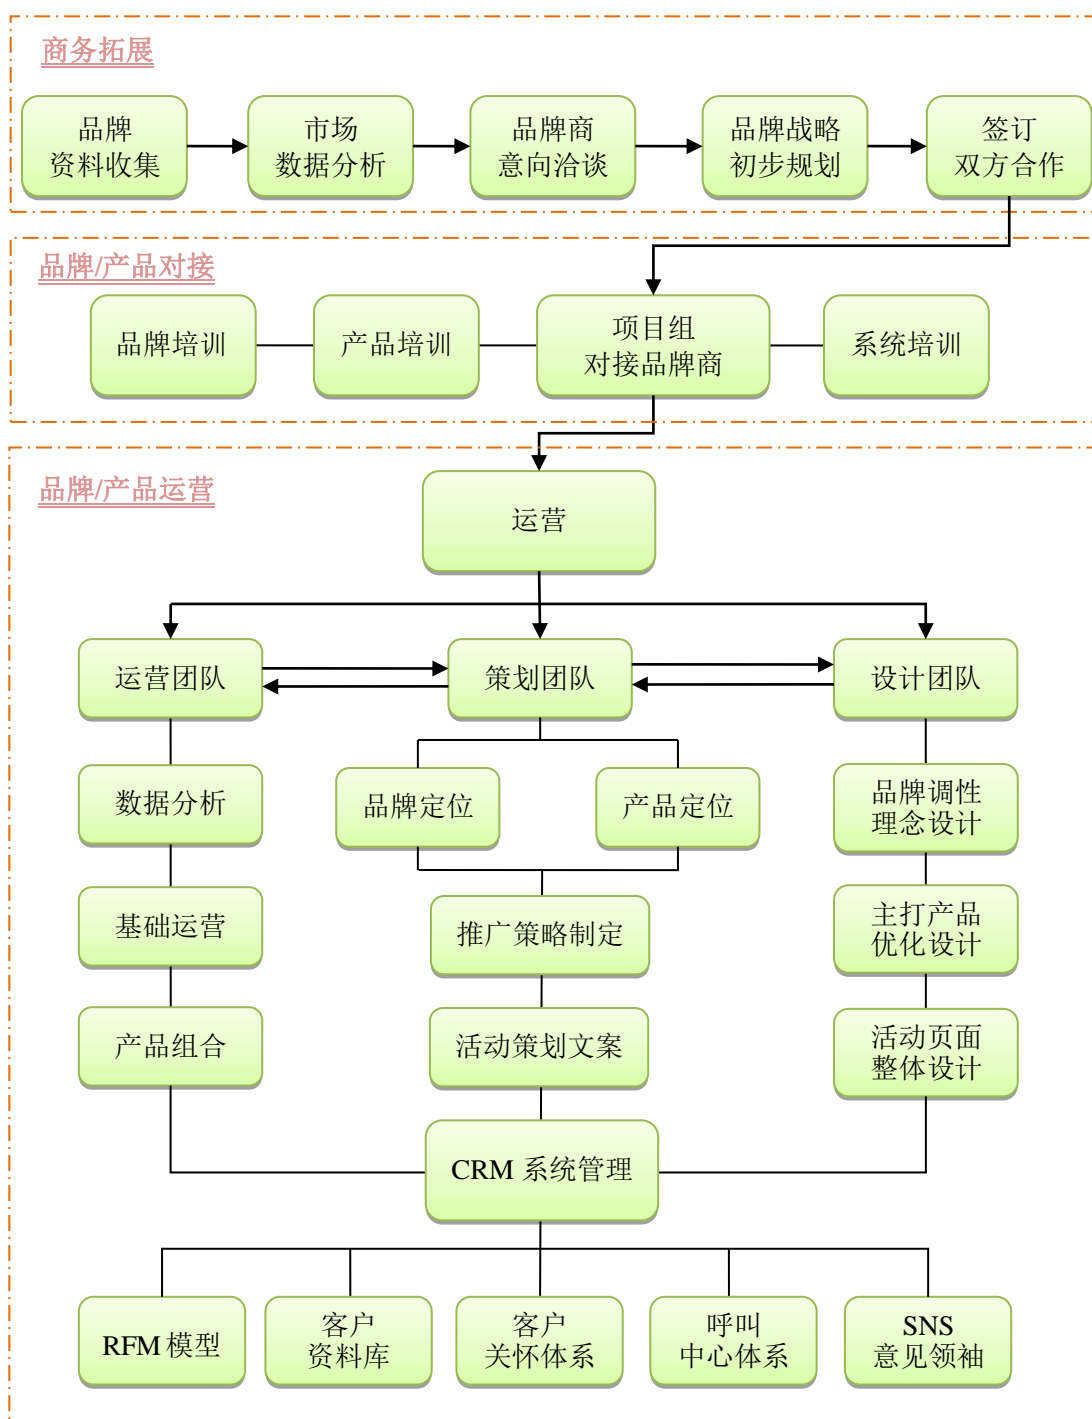 商务拓展
品牌
资料收集
市场
数据分析
品牌商
意向洽谈
品牌战略
初步规划
签订
双方合作
品牌/产品对接
品牌培训
产品培训
项目组
对接品牌商
系统培训
品牌/产品运营
运营
运营团队
策划团队
设计团队
数据分析
品牌定位
产品定位
品牌调性
理念设计
基础运营
推广策略制定
主打产品
优化设计
产品组合
活动策划文案
活动页面
整体设计
CRM 系统管理
RFM 模型
客户
资料库
客户
关怀体系
呼叫
中心体系
SNS
意见领袖